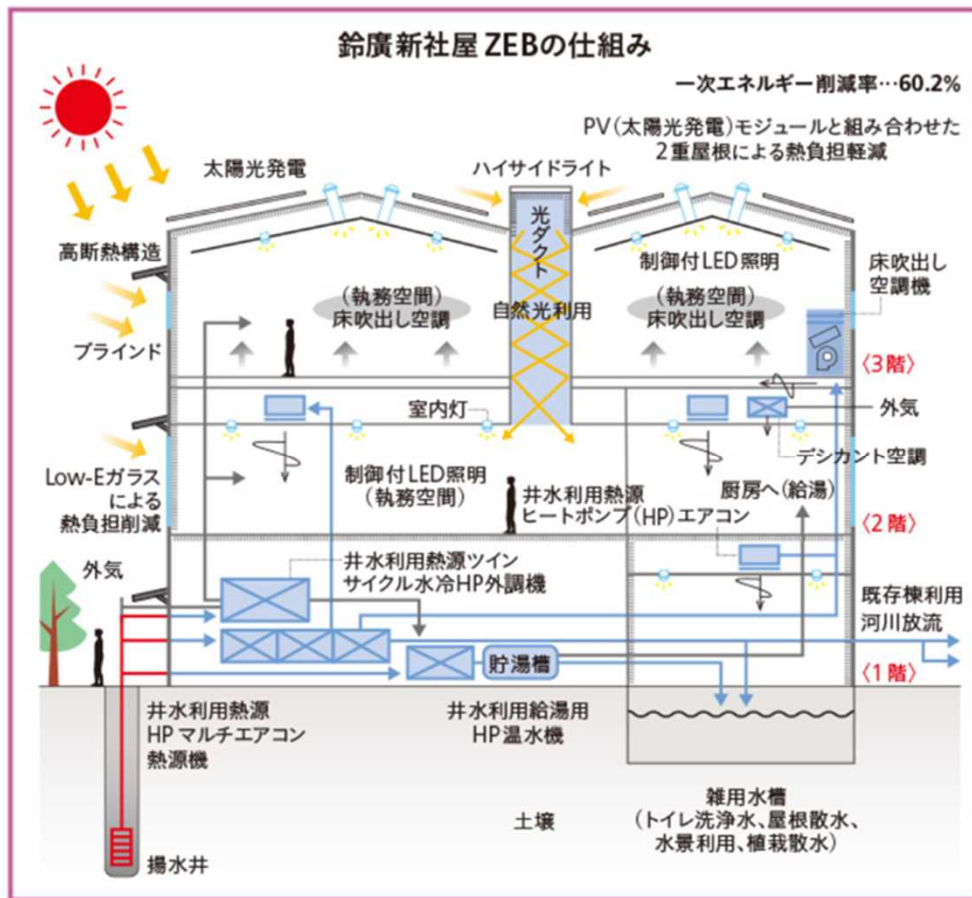 鈴廣新社屋 ZEBの仕組み
一次エネルギー削減率…60.2%
PV(太陽光発電)モジュールと組み合わせた
2重屋根による熱負担軽減
太陽光発電
ハイサイドライト
高断熱構造
光ダクト
制御付LED照明
床吹出し
空調機
(執務空間)
床吹出し空調
自然光利用
(執務空間)
床吹出し空調
ブラインド
〈3階〉
室内灯
外気
デシカント空調
Low-Eガラス
による
熱負担削減
制御付LED照明
(執務空間)
井水利用熱源
ヒートポンプ(HP)エアコン
厨房へ(給湯)
〈2階〉
外気
井水利用熱源ツイン
サイクル水冷HP外調機
既存棟利用
河川放流
貯湯槽
〈1階〉
井水利用熱源
HPマルチエアコン
熱源機
井水利用給湯用
HP温水機
土壌
雑用水槽
(トイレ洗浄水、屋根散水、
水景利用、植栽散水)
揚水井